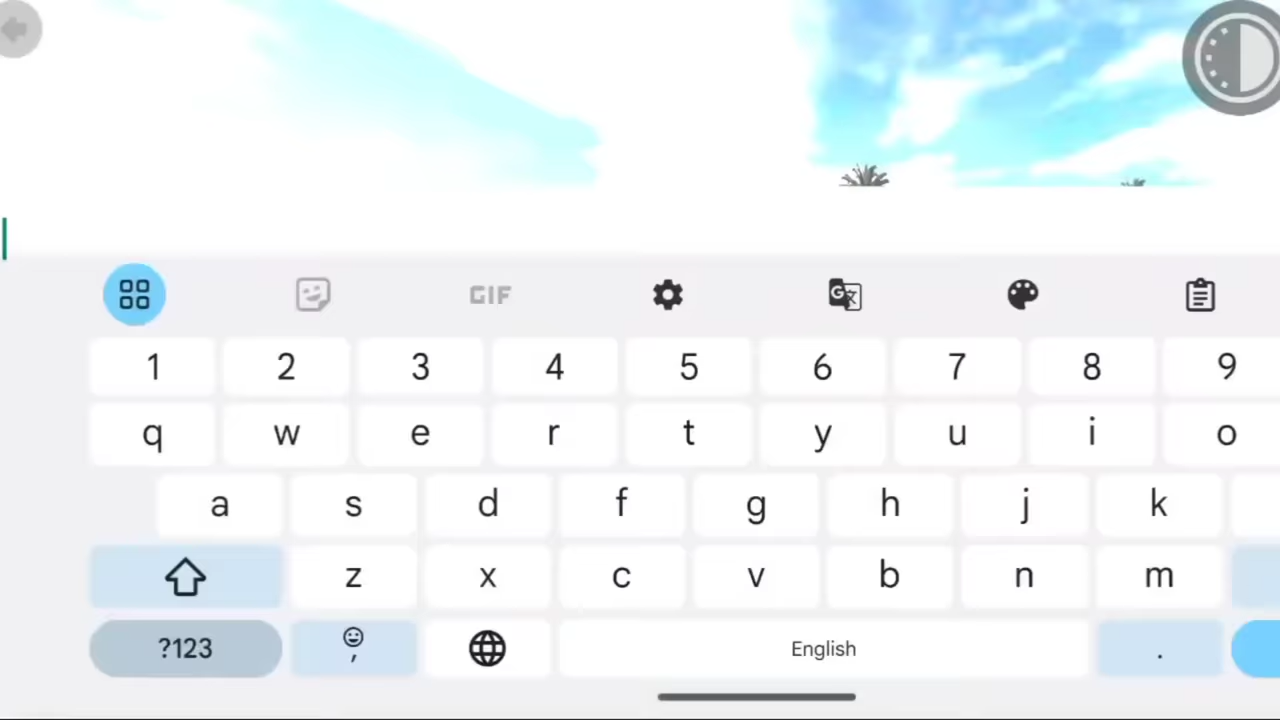 GIF
1 2 3 4 5 6 7 8 9
q w e r t y u i o
a s d f g h j k
z x c v b n m
?123 , English .